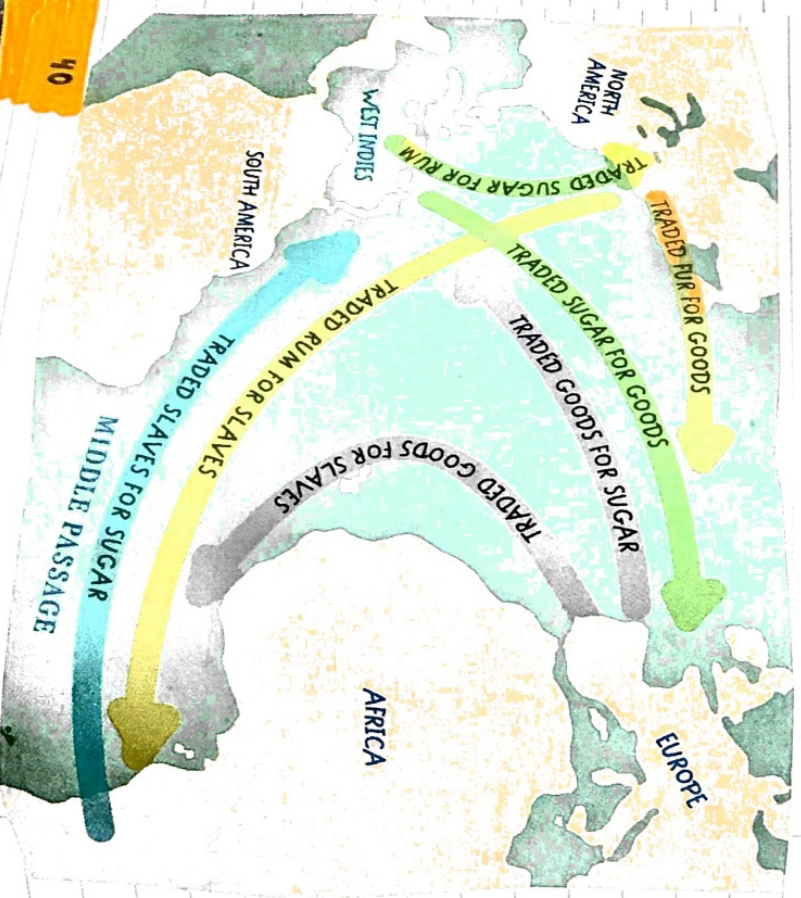 40
NORTH
AMERICA
WEST INDIES
SOUTH AMERICA
TRADED SUGAR FOR RUM
TRADED FUR FOR GOODS
TRADED SUGAR FOR GOODS
TRADED GOODS FOR SUGAR
TRADED RUM FOR SLAVES
TRADED GOODS FOR SLAVES
TRADED SLAVES FOR SUGAR
MIDDLE PASSAGE
AFRICA
EUROPE